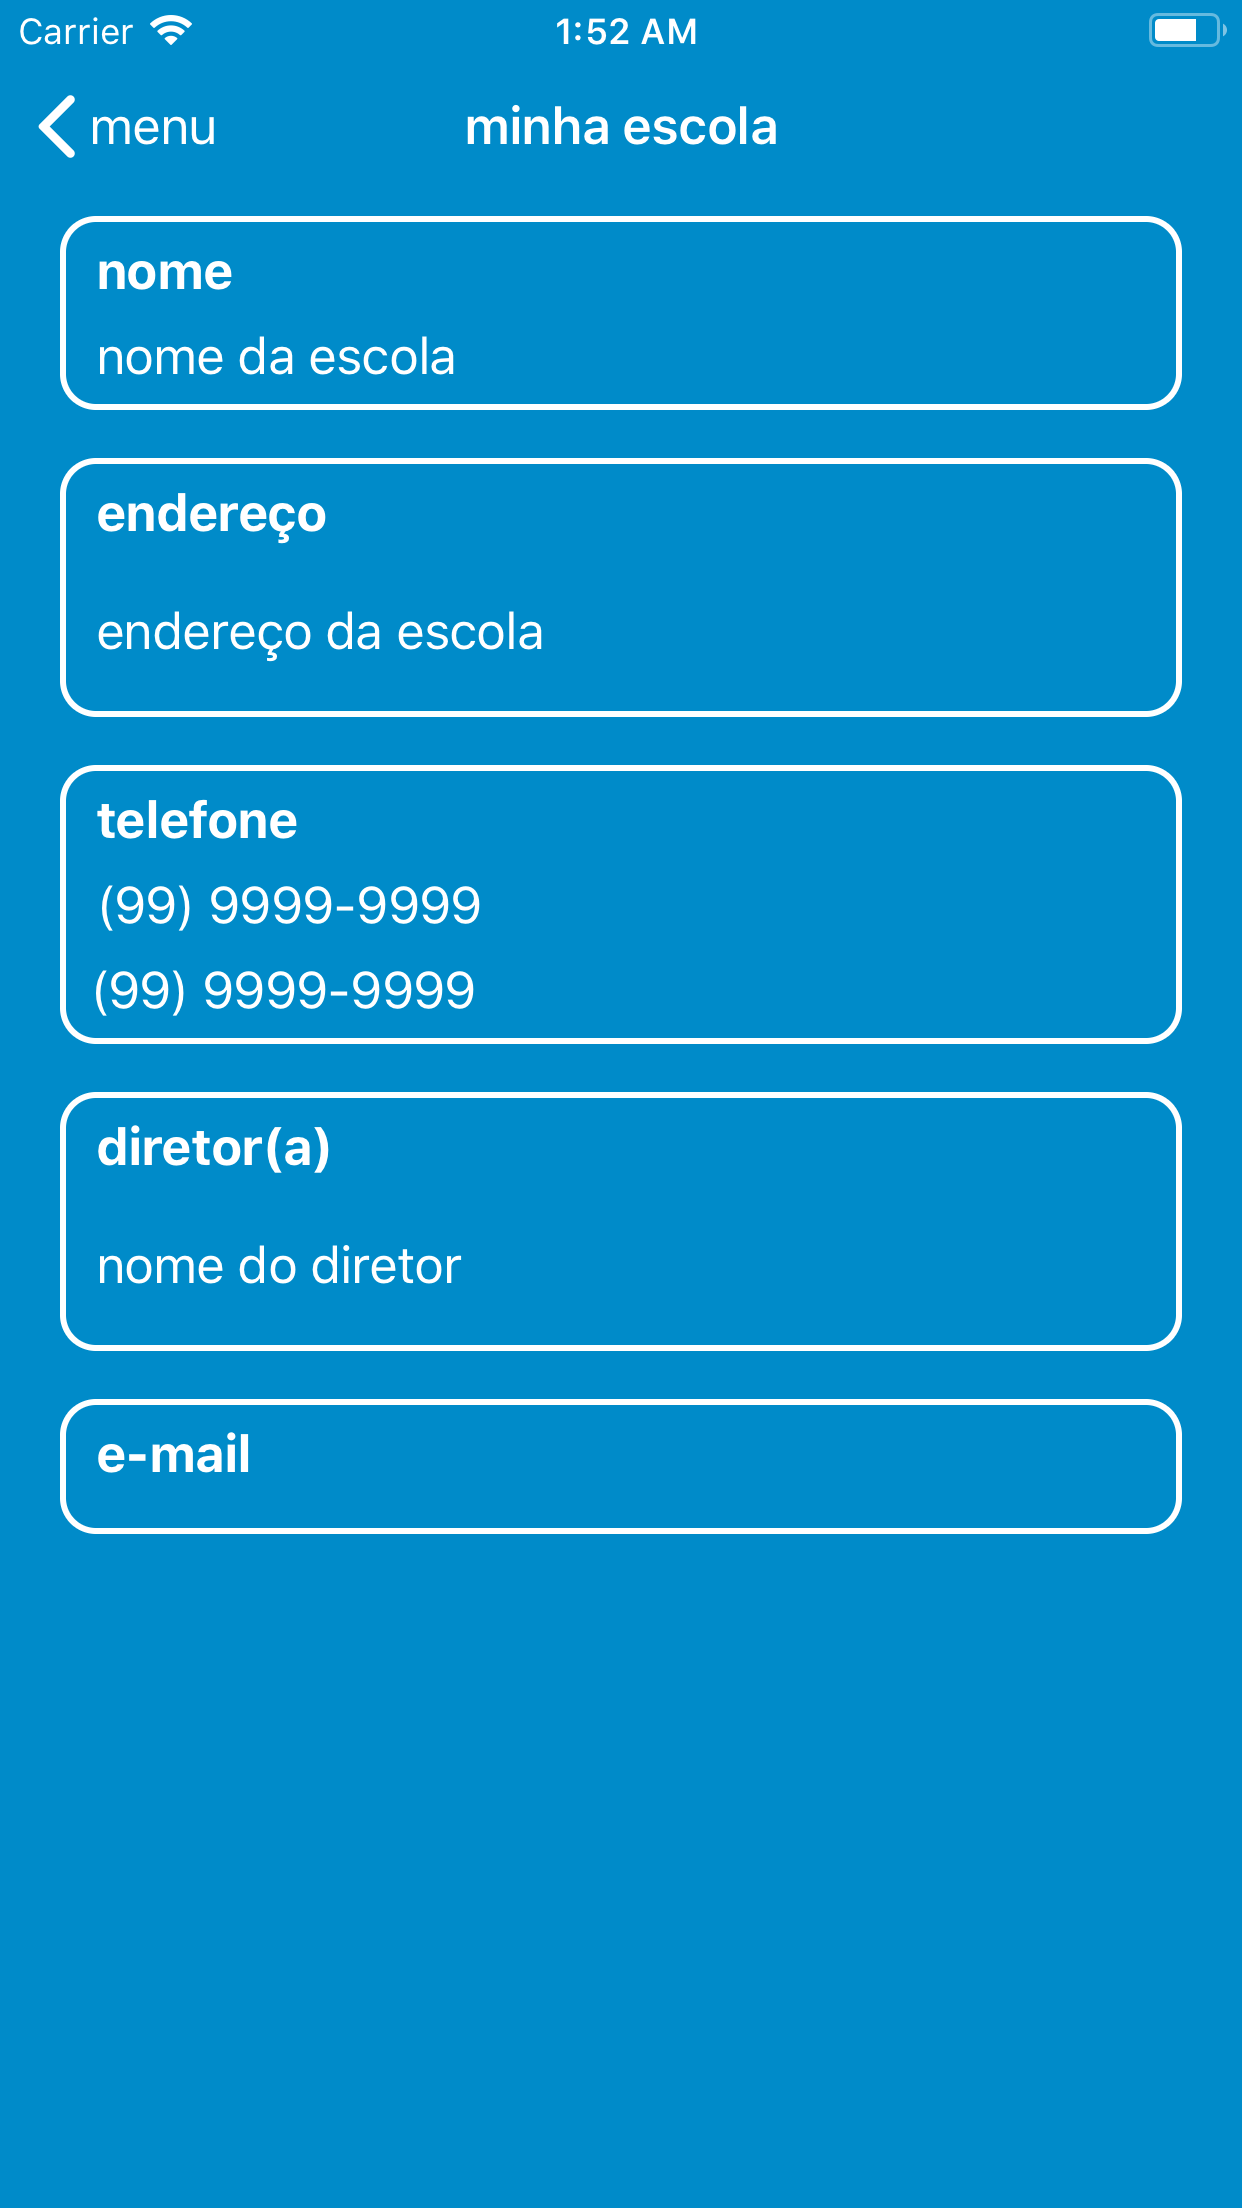 Carrier 1:52 AM
menu minha escola
nome
nome da escola
endereço
endereço da escola
telefone
(99) 9999-9999
(99) 9999-9999
diretor(a)
nome do diretor
e-mail